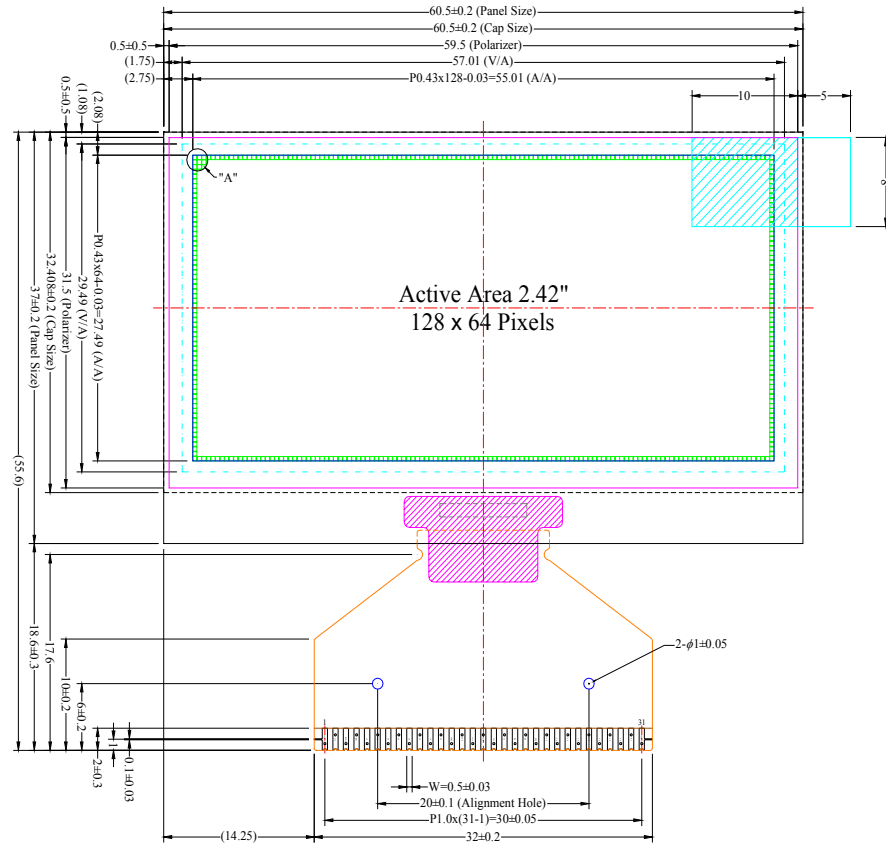 60.5±0.2 (Panel Size)
60.5±0.2 (Cap Size)
0.5±0.5
59.5 (Polarizer)
(1.75)
57.01 (V/A)
(2.75)
P0.43x128-0.03=55.01 (A/A)
10
5
0.5±0.5
(1.08)
(2.08)
"A"
8
Active Area 2.42"
128 x 64 Pixels
P0.43x64-0.03=27.49 (A/A)
29.49 (V/A)
31.5 (Polarizer)
32.408±0.2 (Cap Size)
37±0.2 (Panel Size)
(55.6)
18.6±0.3
17.6
10±0.2
6±0.2
2±0.3
1
0.1±0.03
2-ϕ1±0.05
1
31
W=0.5±0.03
20±0.1 (Alignment Hole)
P1.0x(31-1)=30±0.05
(14.25)
32±0.2